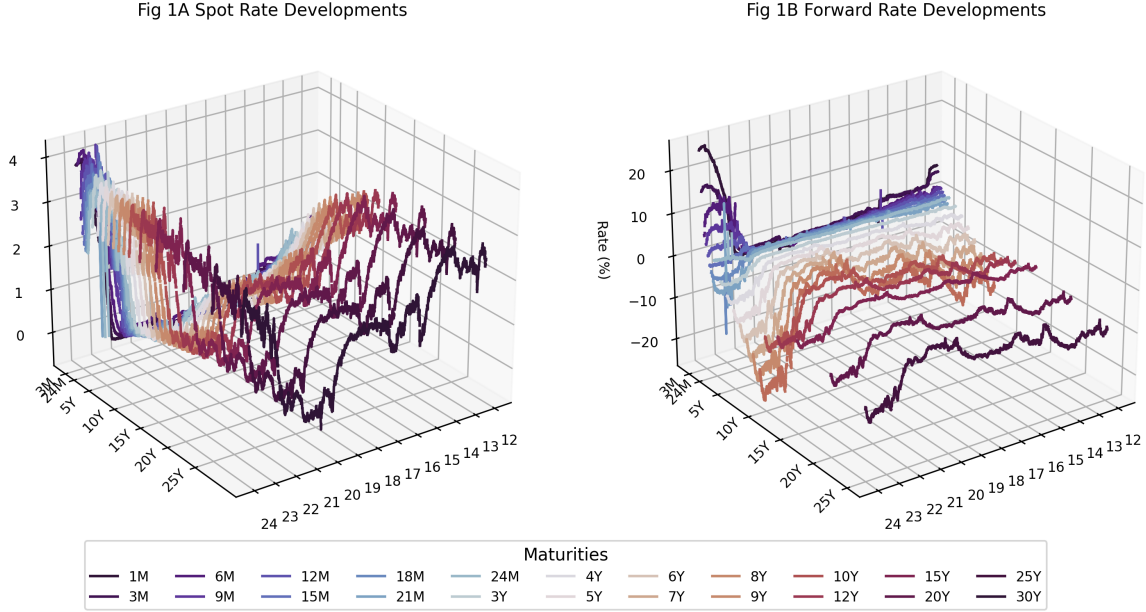 Fig 1A Spot Rate Developments
Fig 1B Forward Rate Developments
4
3
2
1
0
3M
24M
5Y
10Y
15Y
20Y
25Y
24 23 22 21 20 19 18 17 16 15 14 13 12
Rate (%)
20
10
0
−10
−20
3M
24M
5Y
10Y
15Y
20Y
25Y
24 23 22 21 20 19 18 17 16 15 14 13 12
Maturities
1M 6M 12M 18M 24M 4Y 6Y 8Y 10Y 15Y 25Y
3M 9M 15M 21M 3Y 5Y 7Y 9Y 12Y 20Y 30Y